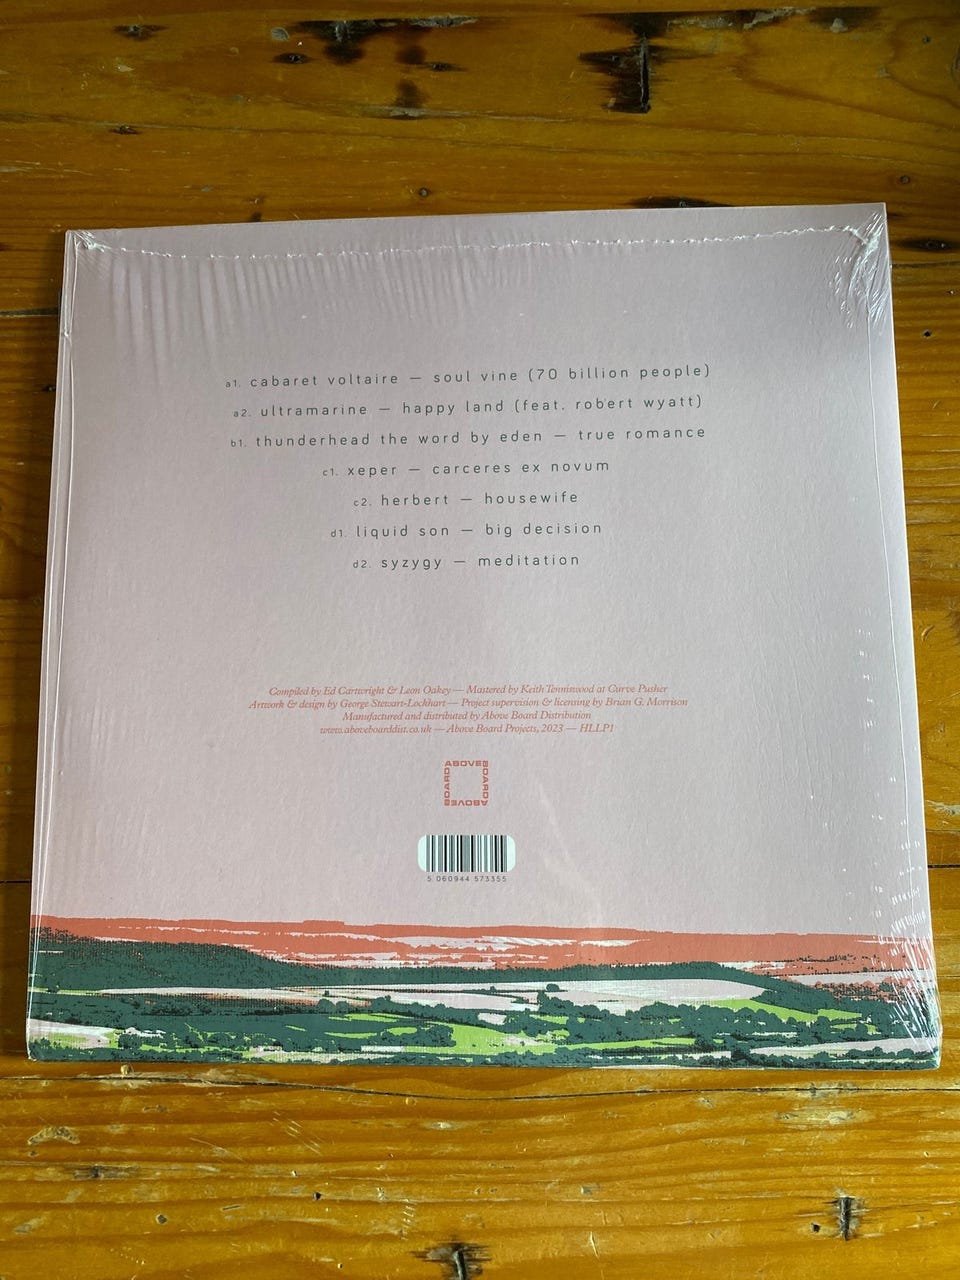 a1. cabaret voltaire — soul vine (70 billion people)
a2. ultramarine — happy land (feat. robert wyatt)
b1. thunderhead the word by eden — true romance
c1. xeper — carceres ex novum
c2. herbert — housewife
d1. liquid son — big decision
d2. syzygy — meditation
Compiled by Ed Cartwright & Leon Oakey — Mastered by Keith Tenniswood at Curve Pusher
Artwork & design by George Stewart-Lockhart — Project supervision & licensing by Brian G. Morrison
Manufactured and distributed by Above Board Distribution
www.aboveboarddist.co.uk — Above Board Projects, 2023 — HLLP1
ABOVE
BOARD
ABOVE
BOARD
5 060944 573355